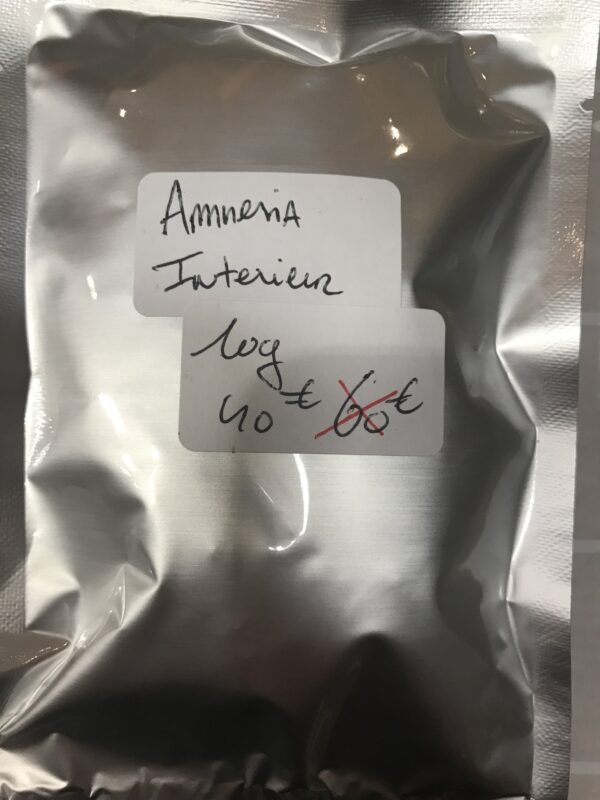 Amnesia
Interieur
10g
40€ 60€